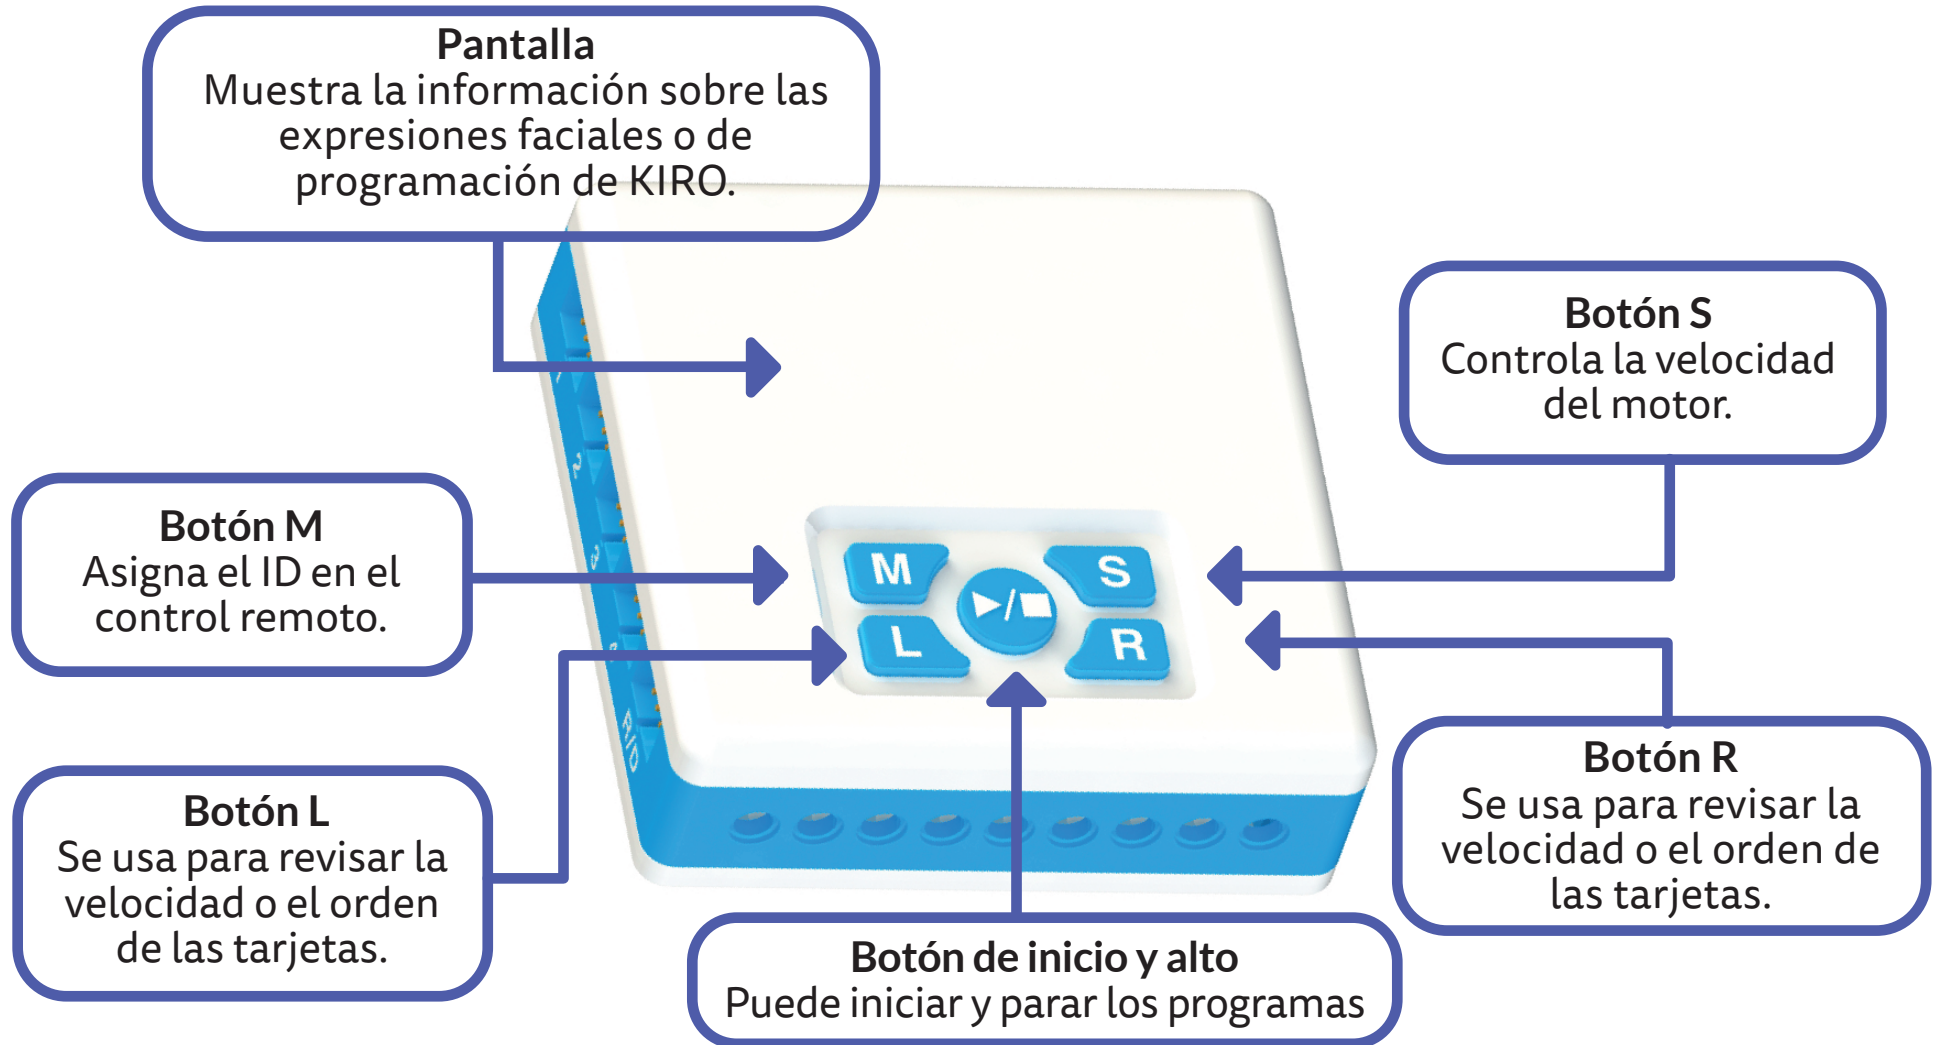 Pantalla
Muestra la información sobre las
expresiones faciales o de
programación de KIRO.
Botón S
Controla la velocidad
del motor.
Botón M
Asigna el ID en el
control remoto.
Botón L
Se usa para revisar la
velocidad o el orden
de las tarjetas.
Botón R
Se usa para revisar la
velocidad o el orden de
las tarjetas.
Botón de inicio y alto
Puede iniciar y parar los programas
M
S
L
R
1
2
3
R/D